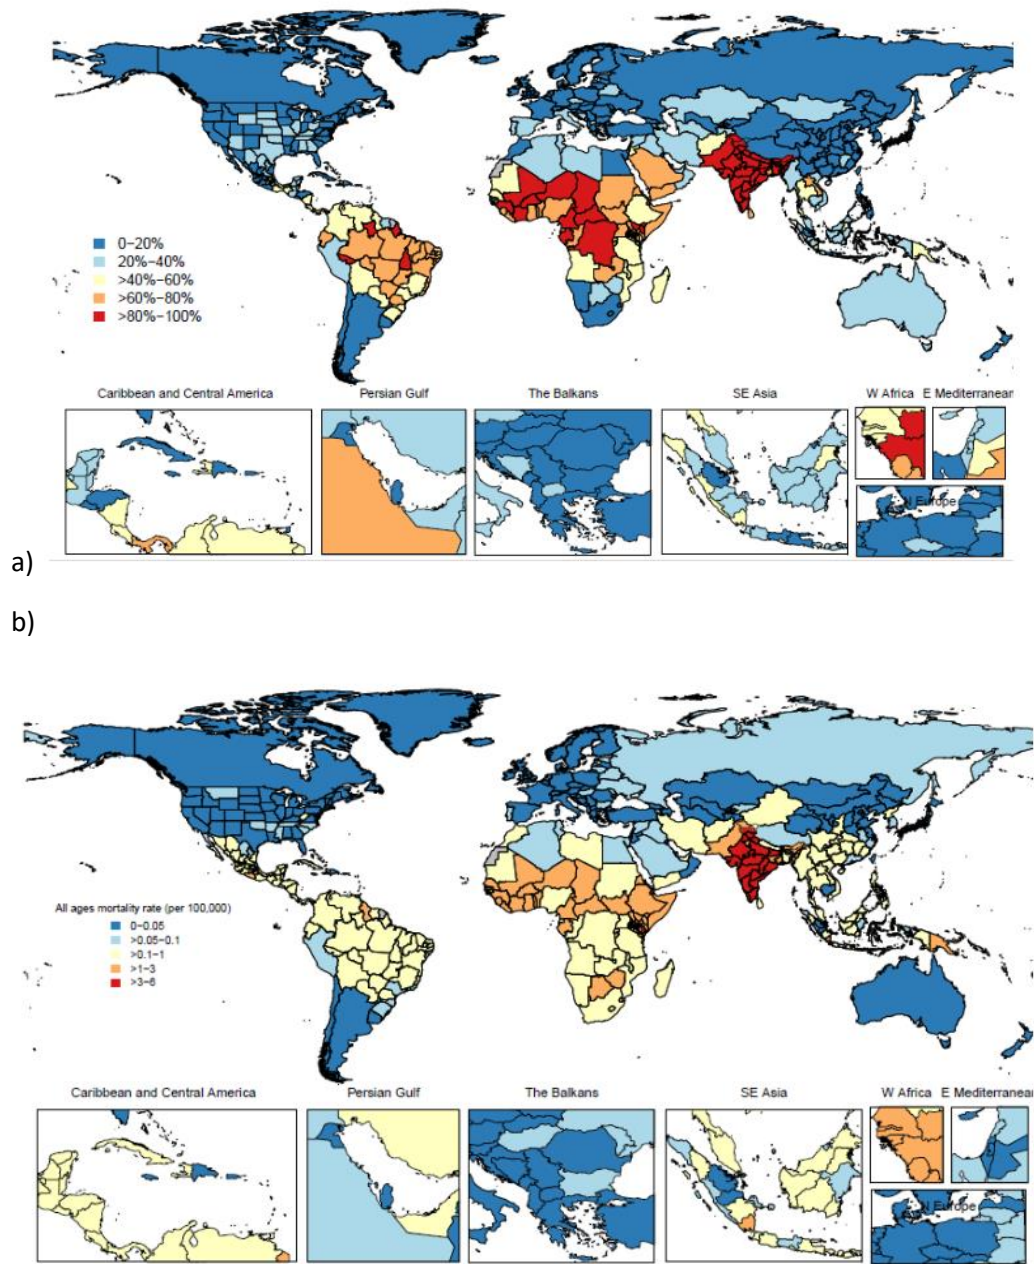 0−20%
20%−40%
>40%−60%
>60%−80%
>80%−100%
Caribbean and Central America
Persian Gulf
The Balkans
SE Asia
W Africa
E Mediterranean
N Europe
a)
b)
All ages mortality rate (per 100,000)
0−0.05
>0.05−0.1
>0.1−1
>1−3
>3−6
Caribbean and Central America
Persian Gulf
The Balkans
SE Asia
W Africa
E Mediterranean
N Europe